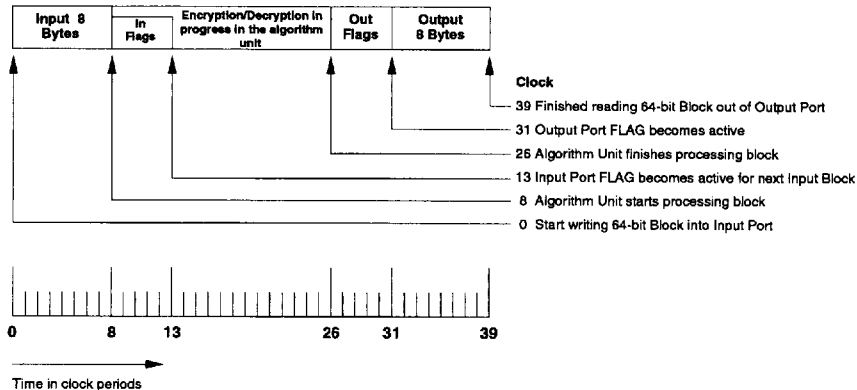 Input 8
Bytes
In
Flags
Encryption/Decryption in
progress in the algorithm
unit
Out
Flags
Output
8 Bytes
Clock
39 Finished reading 64-bit Block out of Output Port
31 Output Port FLAG becomes active
26 Algorithm Unit finishes processing block
13 Input Port FLAG becomes active for next Input Block
8 Algorithm Unit starts processing block
0 Start writing 64-bit Block into Input Port
0 8 13 26 31 39
Time in clock periods